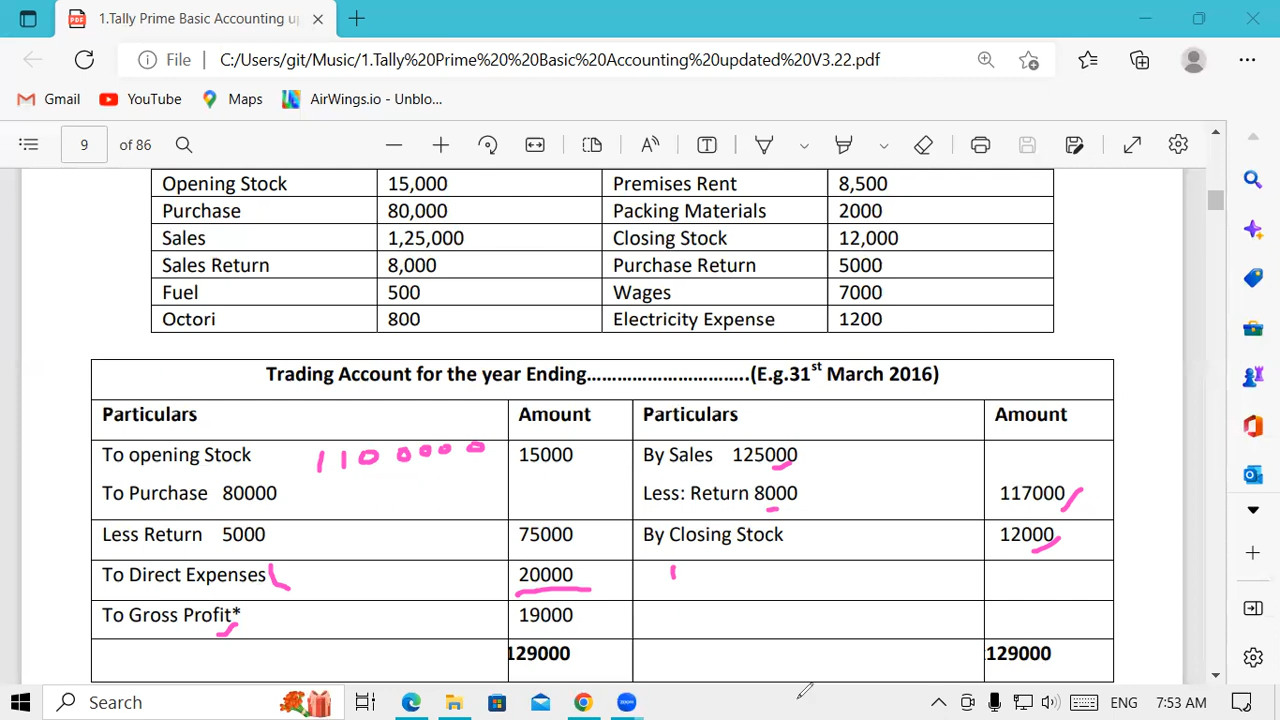 1.Tally Prime Basic Accounting up
File C:/Users/git/Music/1.Tally%20Prime%20%20Basic%20Accounting%20updated%20V3.22.pdf
Gmail YouTube Maps AirWings.io - Unblo...
9 of 86
Opening Stock 15,000 Premises Rent 8,500
Purchase 80,000 Packing Materials 2000
Sales 1,25,000 Closing Stock 12,000
Sales Return 8,000 Purchase Return 5000
Fuel 500 Wages 7000
Octori 800 Electricity Expense 1200
Trading Account for the year Ending………………………..(E.g.31st March 2016)
Particulars Amount Particulars Amount
To opening Stock 1100000 15000 By Sales 125000
To Purchase 80000 Less: Return 8000 117000
Less Return 5000 75000 By Closing Stock 12000
To Direct Expenses 20000
To Gross Profit* 19000
129000 129000
Search ENG 7:53 AM